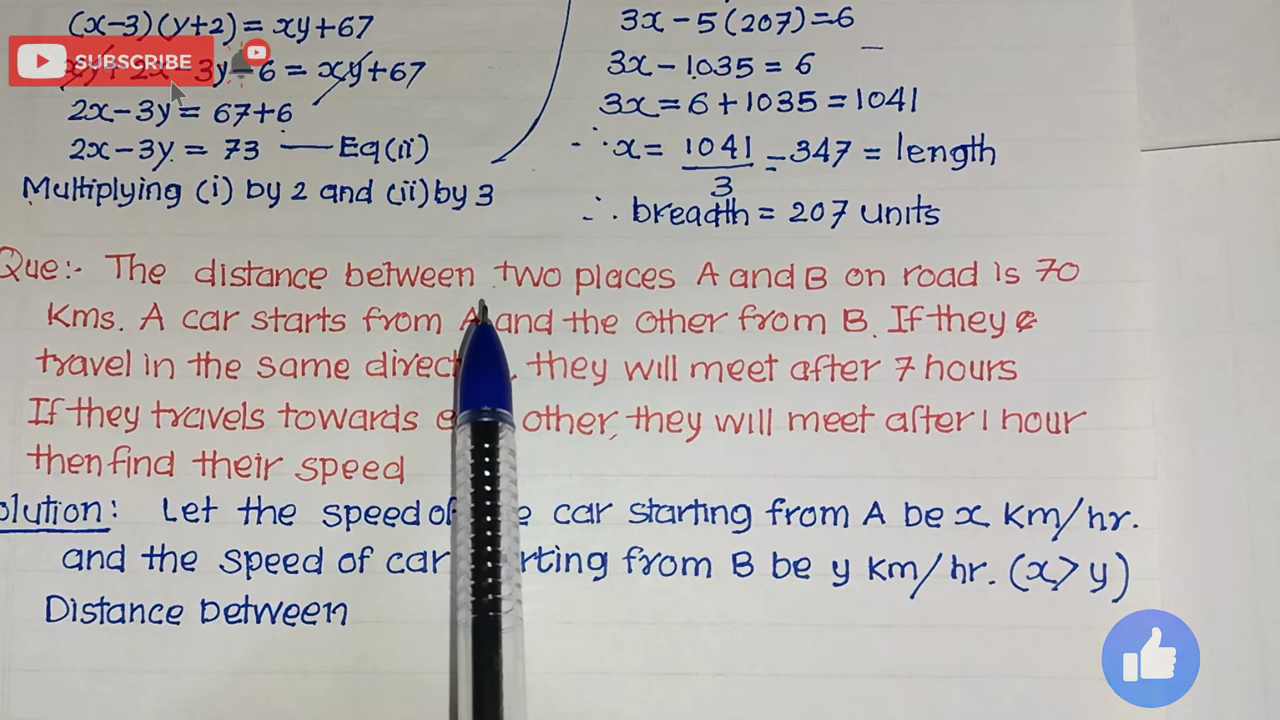 (x-3)(y+2) = xy+67
SUBSCRIBE
xy+2x-3y-6 = xy+67
2x-3y = 67+6
2x-3y = 73 — Eq(ii)
Multiplying (i) by 2 and (ii) by 3
3x-5(207)=6
3x-1035 = 6
3x = 6+1035 = 1041
∴ x = 1041/3 = 347 = length
∴ breadth = 207 units
Que:- The distance between two places A and B on road is 70
Kms. A car starts from A and the other from B. If they
travel in the same they will meet after 7 hours
If they travels towards other, they will meet after 1 hour
then find their speed
olution: Let the speed of car starting from A be x Km/hr.
and the speed of car from B be y Km/hr. (x>y)
Distance between